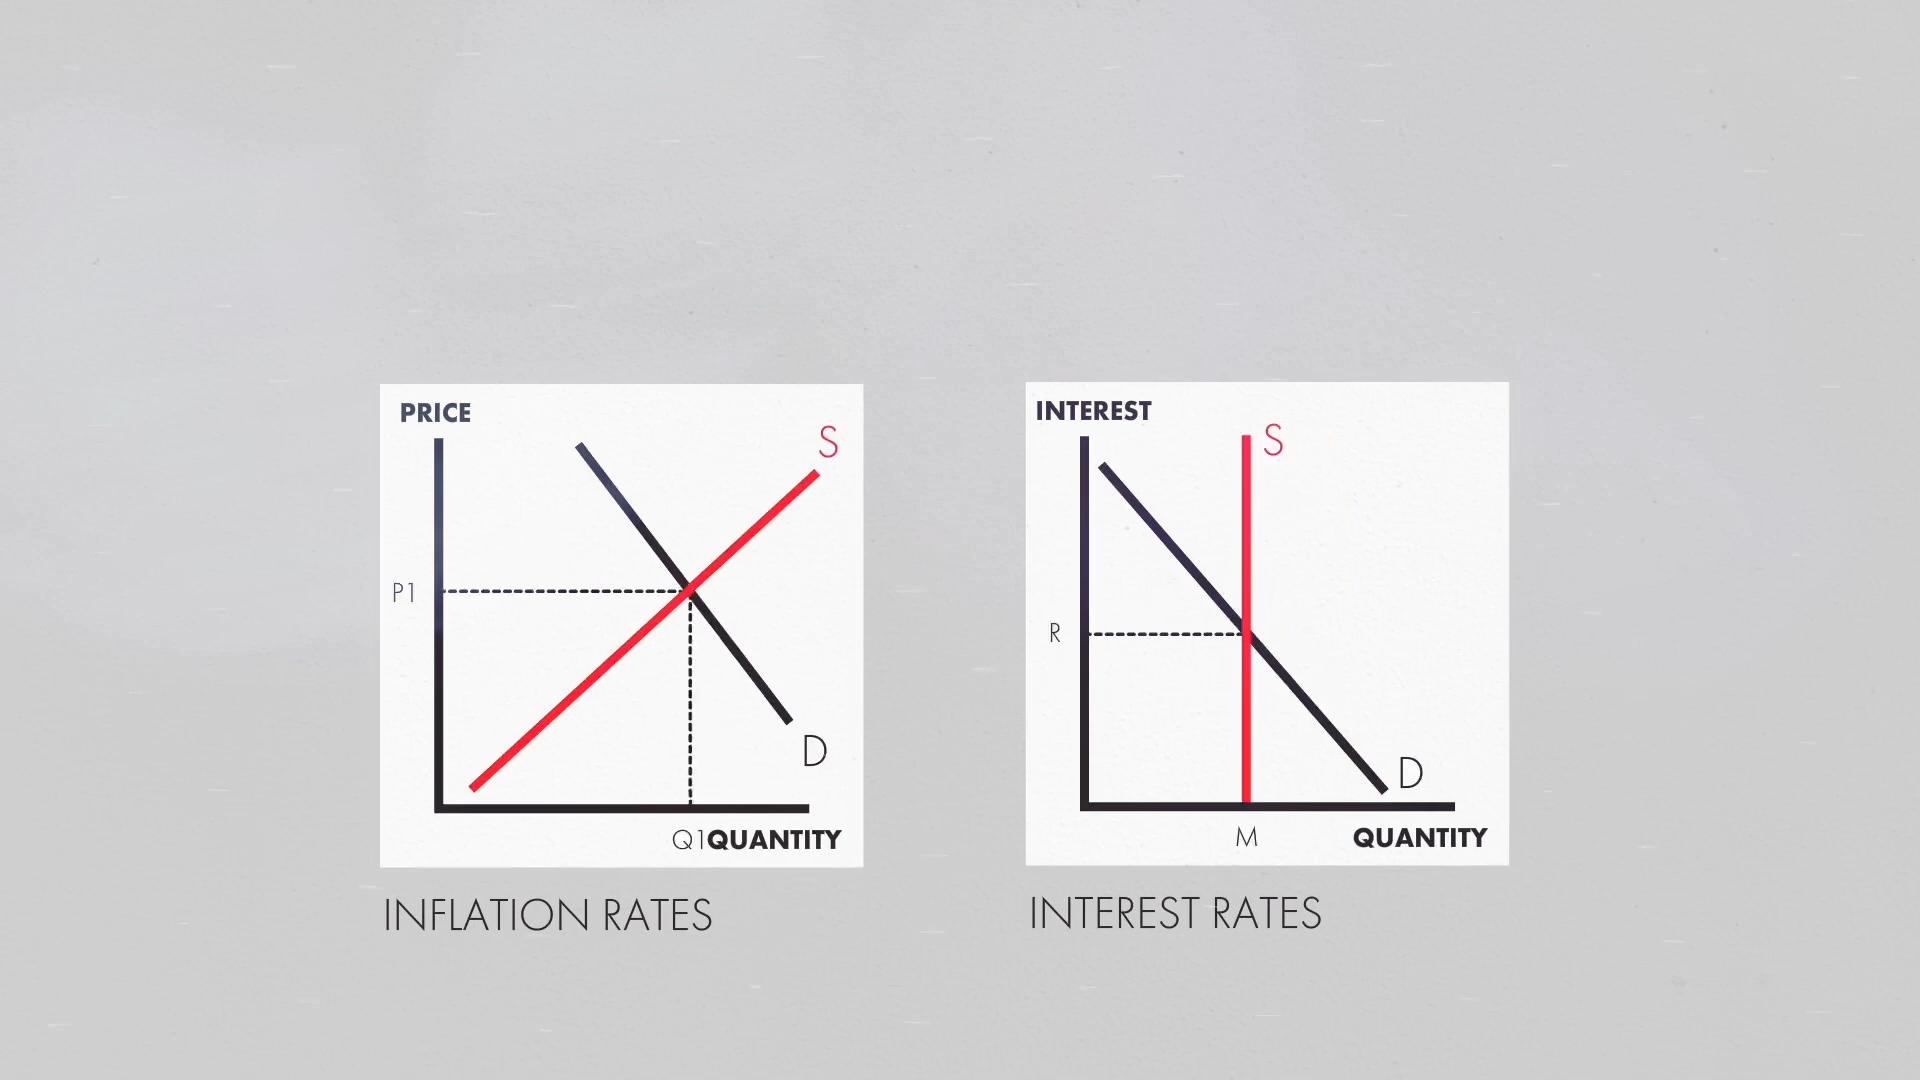 PRICE
S
P1
D
Q1QUANTITY
INFLATION RATES
INTEREST
S
R
D
M
QUANTITY
INTEREST RATES